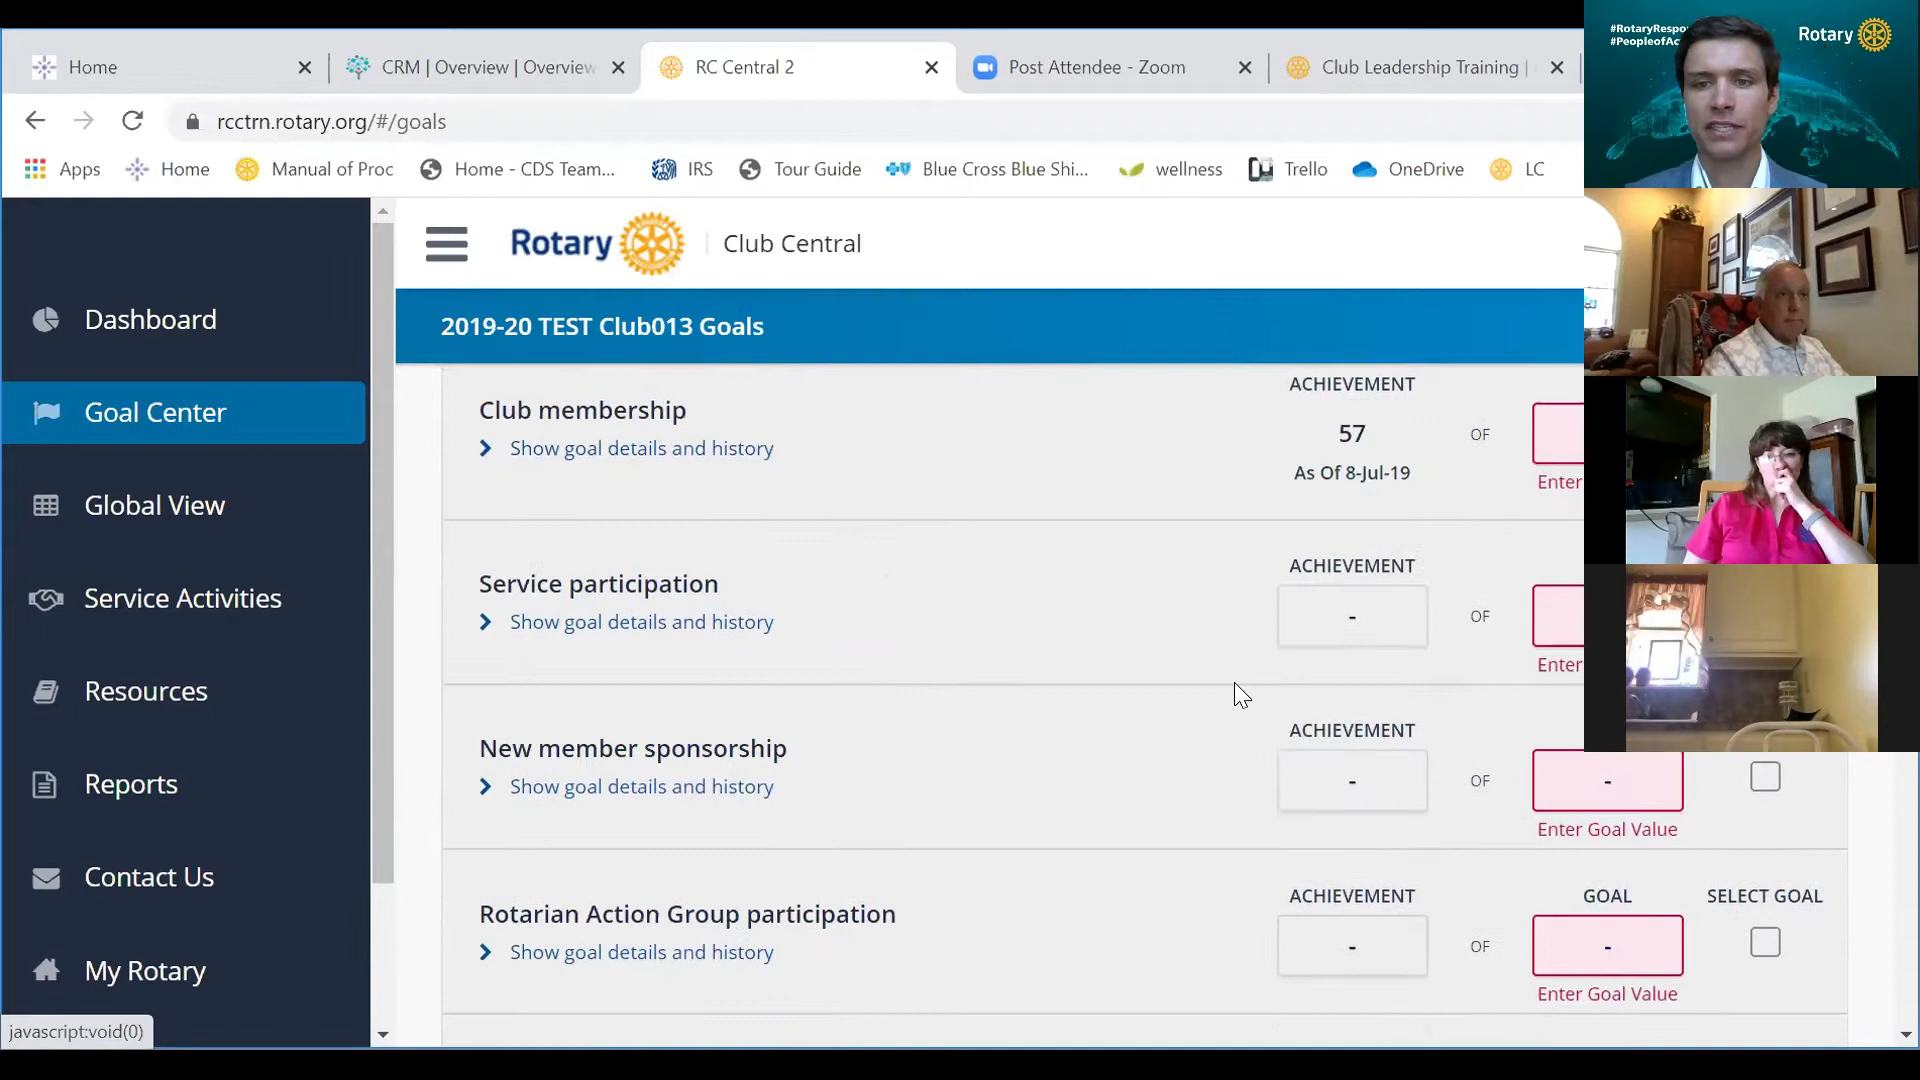 Home
CRM | Overview | Overview
RC Central 2
Post Attendee - Zoom
Club Leadership Training |
rcctrn.rotary.org/#/goals
Apps
Home
Manual of Proc
Home - CDS Team...
IRS
Tour Guide
Blue Cross Blue Shi...
wellness
Trello
OneDrive
LC
#RotaryRespo
#PeopleofAc
Rotary
Rotary
Club Central
2019-20 TEST Club013 Goals
Dashboard
Goal Center
Global View
Service Activities
Resources
Reports
Contact Us
My Rotary
javascript:void(0)
Club membership
Show goal details and history
ACHIEVEMENT
57
OF
As Of 8-Jul-19
Enter
Service participation
Show goal details and history
ACHIEVEMENT
-
OF
Enter
New member sponsorship
Show goal details and history
ACHIEVEMENT
-
OF
-
Enter Goal Value
Rotarian Action Group participation
Show goal details and history
ACHIEVEMENT
-
OF
GOAL
-
Enter Goal Value
SELECT GOAL